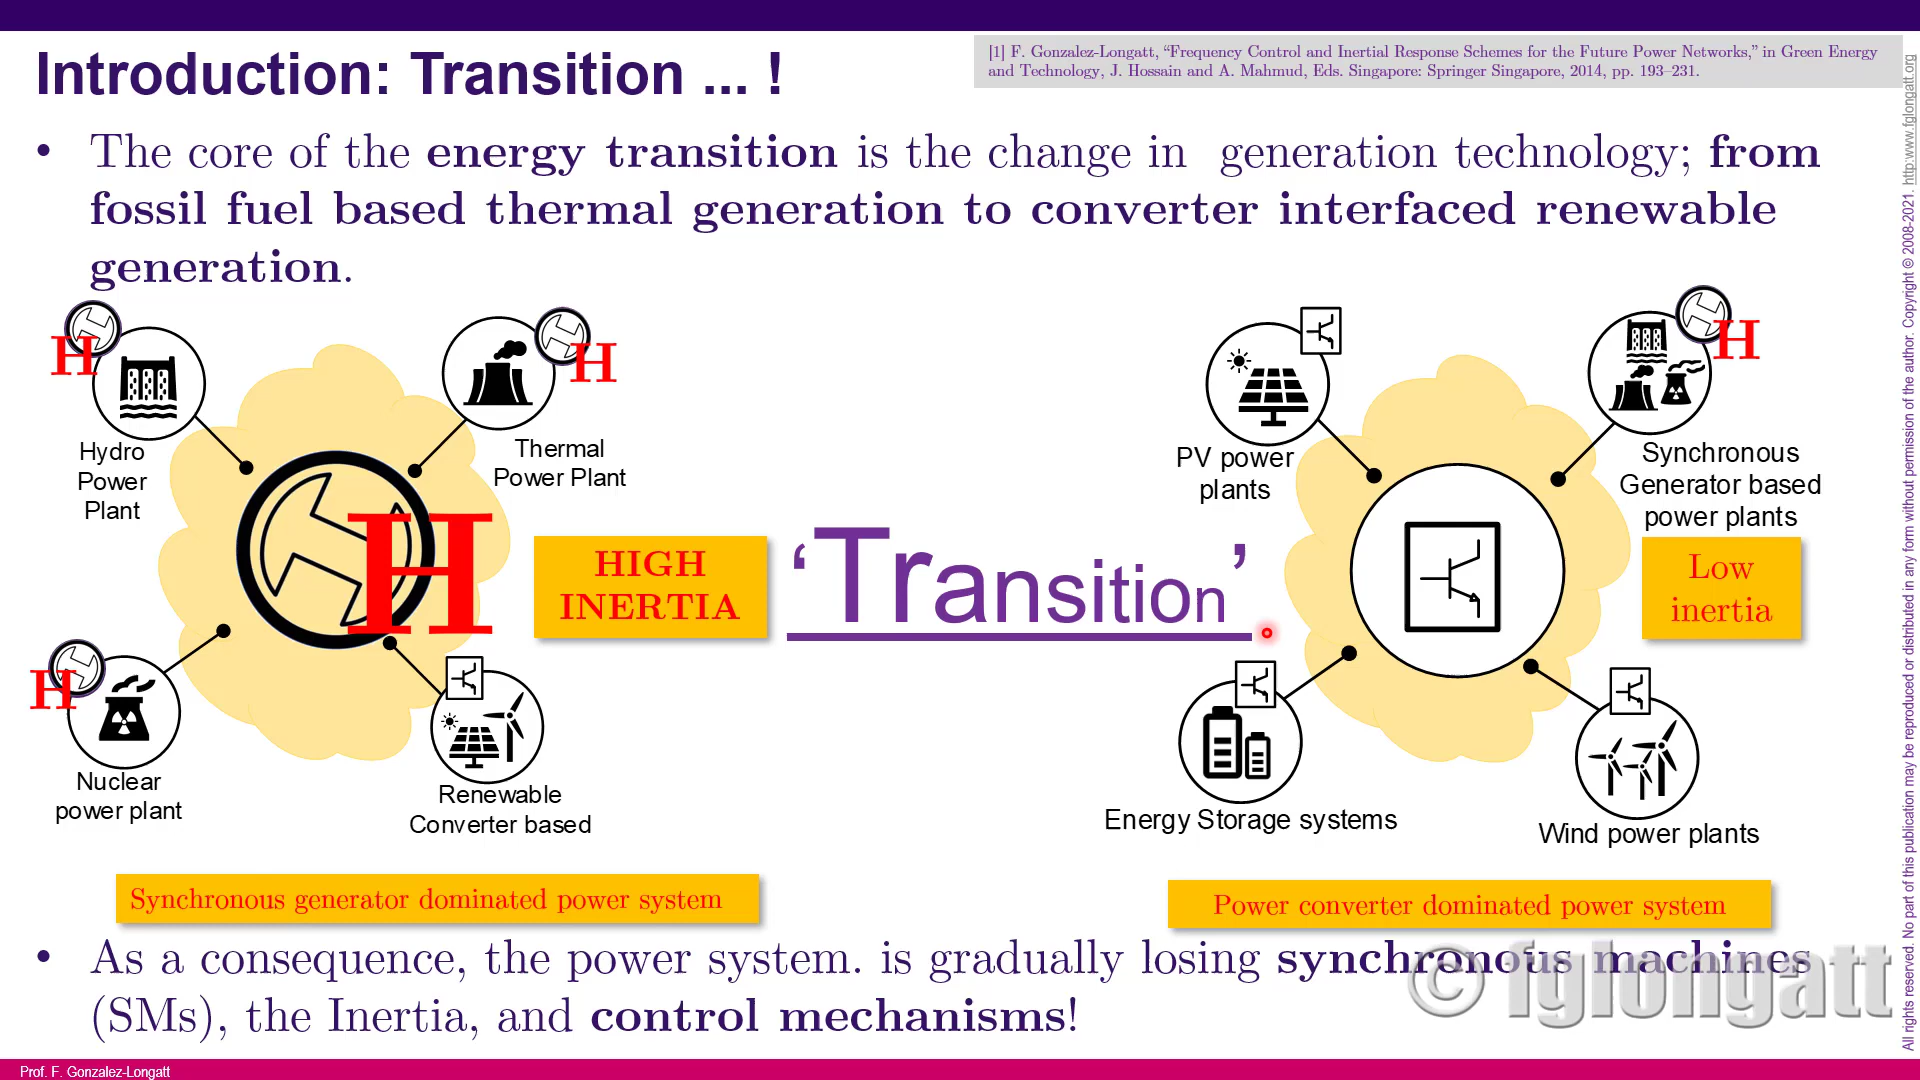 Introduction: Transition ... !
[1] F. Gonzalez-Longatt, “Frequency Control and Inertial Response Schemes for the Future Power Networks,” in Green Energy
and Technology, J. Hossain and A. Mahmud, Eds. Singapore: Springer Singapore, 2014, pp. 193–231.
• The core of the energy transition is the change in generation technology; from
fossil fuel based thermal generation to converter interfaced renewable
generation.
H
Hydro
Power
Plant
H
Thermal
Power Plant
H
HIGH
INERTIA
H
Nuclear
power plant
Renewable
Converter based
Synchronous generator dominated power system
‘Transition’
PV power
plants
H
Synchronous
Generator based
power plants
Low
inertia
Energy Storage systems
Wind power plants
Power converter dominated power system
• As a consequence, the power system. is gradually losing synchronous machines
(SMs), the Inertia, and control mechanisms!
© fglongatt
Prof. F. Gonzalez-Longatt
All rights reserved. No part of this publication may be reproduced or distributed in any form without permission of the author. Copyright © 2008-2021. http:www.fglongatt.org